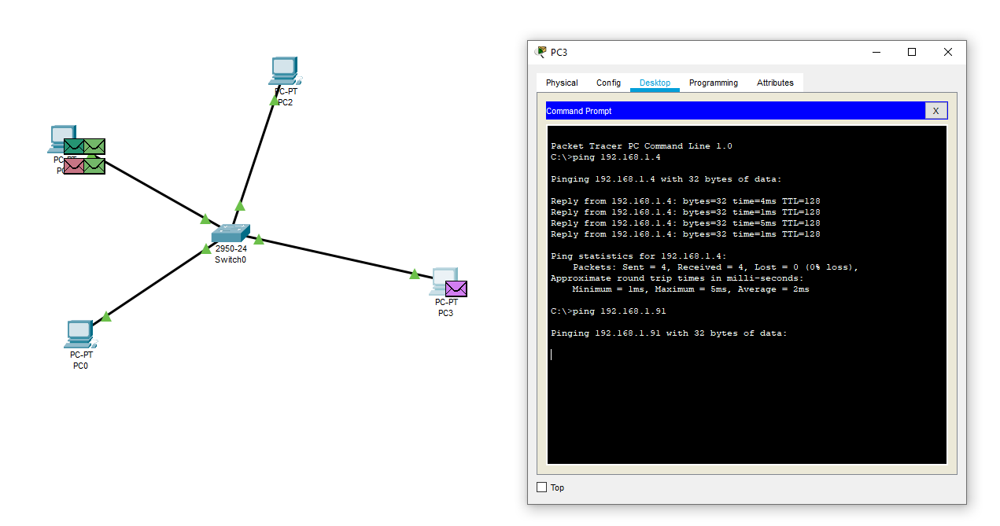 PC-PT
PC2
PC-PT
2950-24
Switch0
PC-PT
PC3
PC-PT
PC0
PC3
Physical Config Desktop Programming Attributes
Command Prompt X
Packet Tracer PC Command Line 1.0
C:\>ping 192.168.1.4
Pinging 192.168.1.4 with 32 bytes of data:
Reply from 192.168.1.4: bytes=32 time=4ms TTL=128
Reply from 192.168.1.4: bytes=32 time=1ms TTL=128
Reply from 192.168.1.4: bytes=32 time=5ms TTL=128
Reply from 192.168.1.4: bytes=32 time=1ms TTL=128
Ping statistics for 192.168.1.4:
Packets: Sent = 4, Received = 4, Lost = 0 (0% loss),
Approximate round trip times in milli-seconds:
Minimum = 1ms, Maximum = 5ms, Average = 2ms
C:\>ping 192.168.1.91
Pinging 192.168.1.91 with 32 bytes of data:
Top